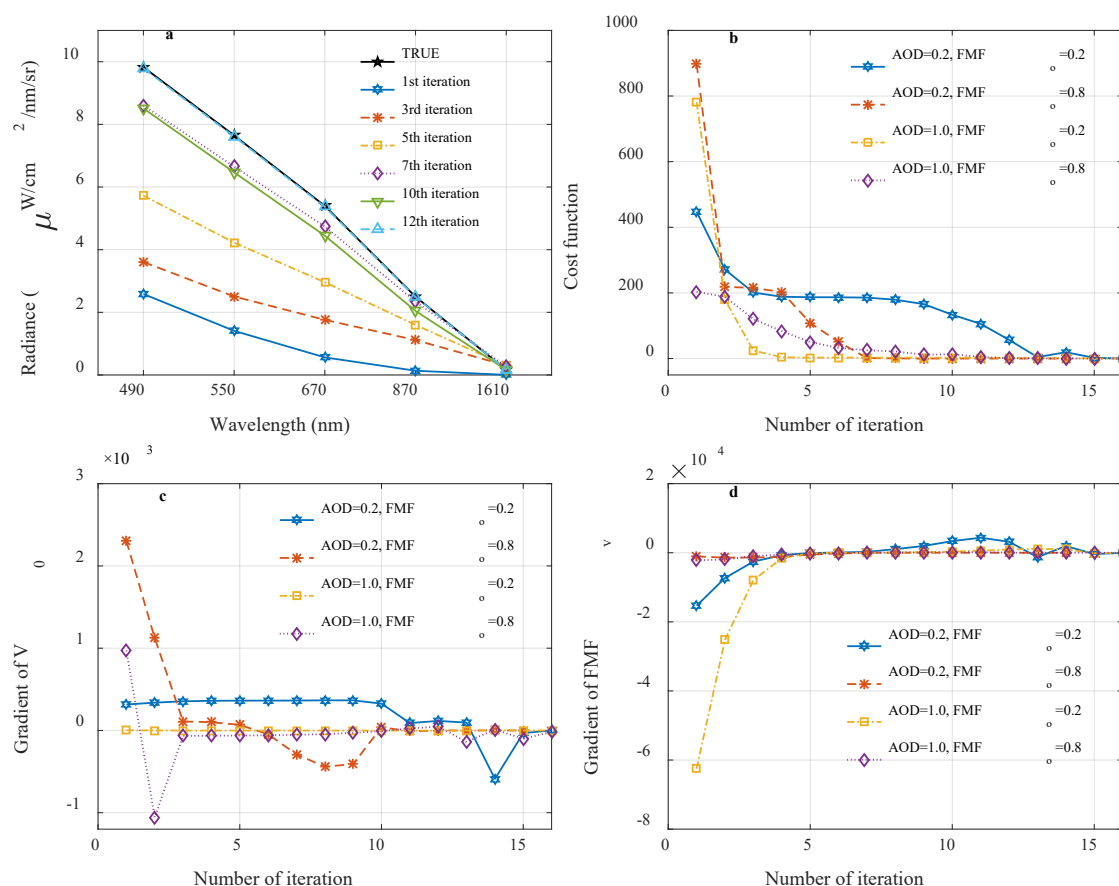 a
TRUE
1st iteration
3rd iteration
5th iteration
7th iteration
10th iteration
12th iteration
10
8
6
4
2
0
490
550
670
870
1610
Wavelength (nm)
Radiance (
μ
W/cm
2
/nm/sr)
b
AOD=0.2, FMF
o
=0.2
AOD=0.2, FMF
o
=0.8
AOD=1.0, FMF
o
=0.2
AOD=1.0, FMF
o
=0.8
1000
800
600
400
200
0
0
5
10
15
Number of iteration
Cost function
×10
3
c
AOD=0.2, FMF
o
=0.2
AOD=0.2, FMF
o
=0.8
AOD=1.0, FMF
o
=0.2
AOD=1.0, FMF
o
=0.8
3
2
1
0
-1
0
5
10
15
Number of iteration
Gradient of V
0
×10
4
d
AOD=0.2, FMF
o
=0.2
AOD=0.2, FMF
o
=0.8
AOD=1.0, FMF
o
=0.2
AOD=1.0, FMF
o
=0.8
2
0
-2
-4
-6
-8
0
5
10
15
Number of iteration
Gradient of FMF
v